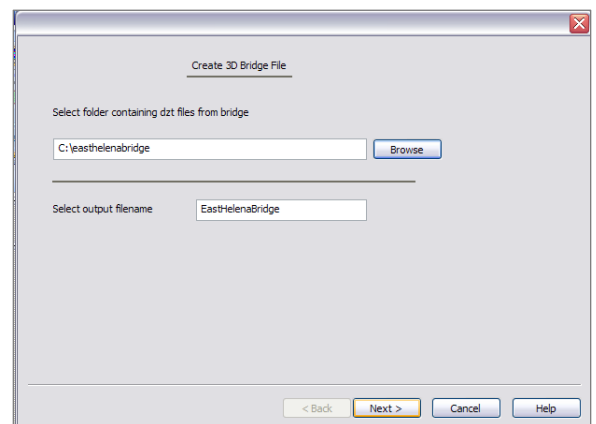 Create 3D Bridge File
Select folder containing dzt files from bridge
C:\easthelenabridge
Browse
Select output filename
EastHelenaBridge
< Back
Next >
Cancel
Help